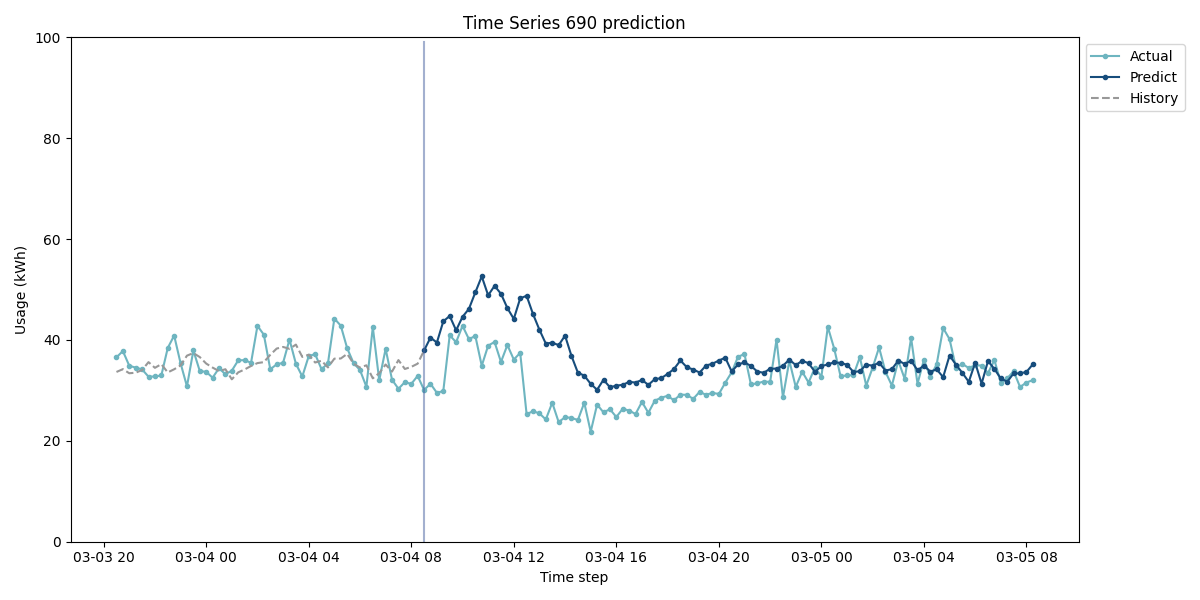 Time Series 690 prediction
Usage (kWh)
100
80
60
40
20
0
03-03 20
03-04 00
03-04 04
03-04 08
03-04 12
03-04 16
03-04 20
03-05 00
03-05 04
03-05 08
Time step
Actual
Predict
History